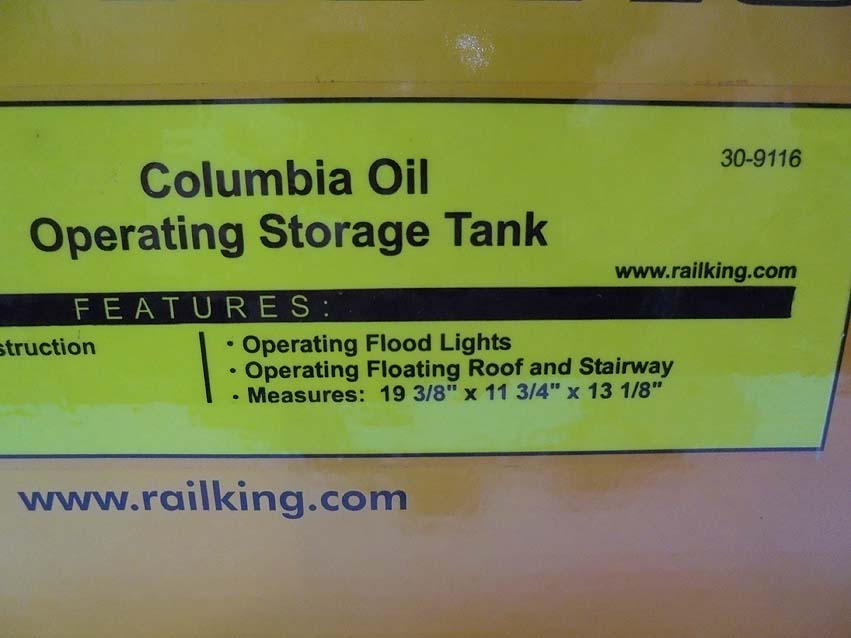 30-9116
Columbia Oil
Operating Storage Tank
www.railking.com
FEATURES:
struction
• Operating Flood Lights
• Operating Floating Roof and Stairway
• Measures: 19 3/8" x 11 3/4" x 13 1/8"
www.railking.com